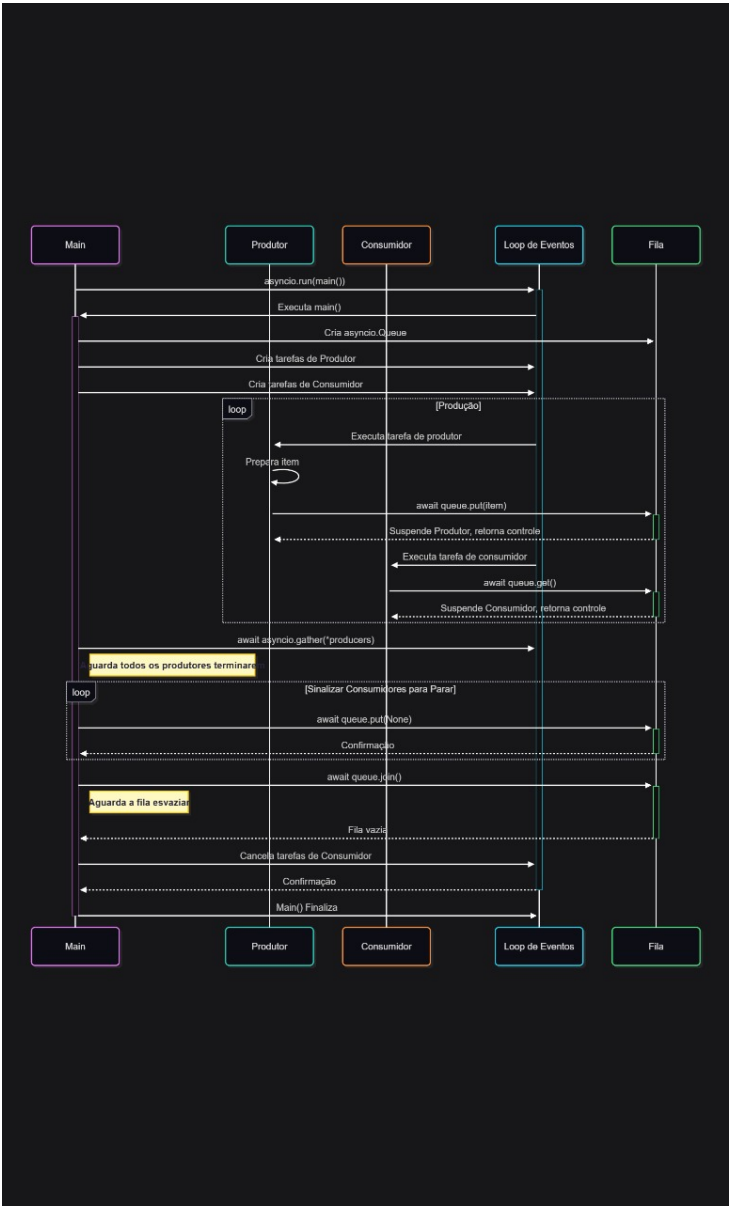 Main
Produtor
Consumidor
Loop de Eventos
Fila
asyncio.run(main())
Executa main()
Cria asyncio.Queue
Cria tarefas de Produtor
Cria tarefas de Consumidor
loop
[Produção]
Executa tarefa de produtor
Prepara item
await queue.put(item)
Suspende Produtor, retorna controle
Executa tarefa de consumidor
await queue.get()
Suspende Consumidor, retorna controle
await asyncio.gather(*producers)
Aguarda todos os produtores terminarem
loop
[Sinalizar Consumidores para Parar]
await queue.put(None)
Confirmação
await queue.join()
Aguarda a fila esvaziar
Fila vazia
Cancela tarefas de Consumidor
Confirmação
Main() Finaliza
Main
Produtor
Consumidor
Loop de Eventos
Fila